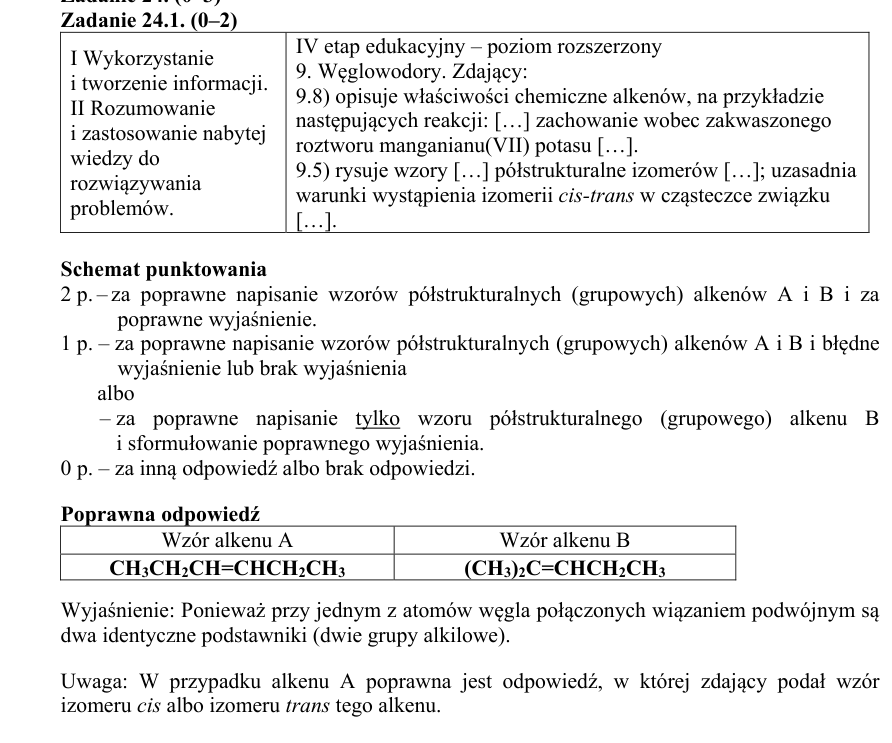 Zadanie 24. (0–3)
Zadanie 24.1. (0–2)
I Wykorzystanie
i tworzenie informacji.
II Rozumowanie
i zastosowanie nabytej
wiedzy do
rozwiązywania
problemów.
IV etap edukacyjny – poziom rozszerzony
9. Węglowodory. Zdający:
9.8) opisuje właściwości chemiczne alkenów, na przykładzie
następujących reakcji: […] zachowanie wobec zakwaszonego
roztworu manganianu(VII) potasu […].
9.5) rysuje wzory […] półstrukturalne izomerów […]; uzasadnia
warunki wystąpienia izomerii cis-trans w cząsteczce związku
[…].
Schemat punktowania
2 p. – za poprawne napisanie wzorów półstrukturalnych (grupowych) alkenów A i B i za
poprawne wyjaśnienie.
1 p. – za poprawne napisanie wzorów półstrukturalnych (grupowych) alkenów A i B i błędne
wyjaśnienie lub brak wyjaśnienia
albo
– za poprawne napisanie tylko wzoru półstrukturalnego (grupowego) alkenu B
i sformułowanie poprawnego wyjaśnienia.
0 p. – za inną odpowiedź albo brak odpowiedzi.
Poprawna odpowiedź
Wzór alkenu A Wzór alkenu B
CH₃CH₂CH=CHCH₂CH₃ (CH₃)₂C=CHCH₂CH₃
Wyjaśnienie: Ponieważ przy jednym z atomów węgla połączonych wiązaniem podwójnym są
dwa identyczne podstawniki (dwie grupy alkilowe).
Uwaga: W przypadku alkenu A poprawna jest odpowiedź, w której zdający podał wzór
izomeru cis albo izomeru trans tego alkenu.